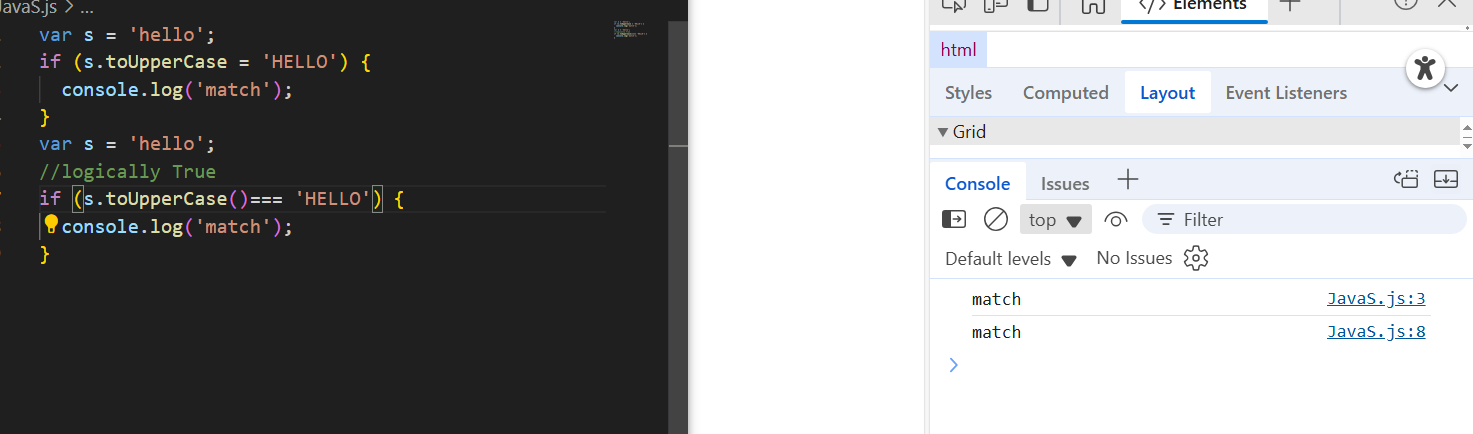 JavaS.js > ...
var s = 'hello';
if (s.toUpperCase = 'HELLO') {
console.log('match');
}
var s = 'hello';
//logically True
if (s.toUpperCase()=== 'HELLO') {
console.log('match');
}
Elements
html
Styles Computed Layout Event Listeners
Grid
Console Issues
top Filter
Default levels No Issues
match JavaS.js:3
match JavaS.js:8